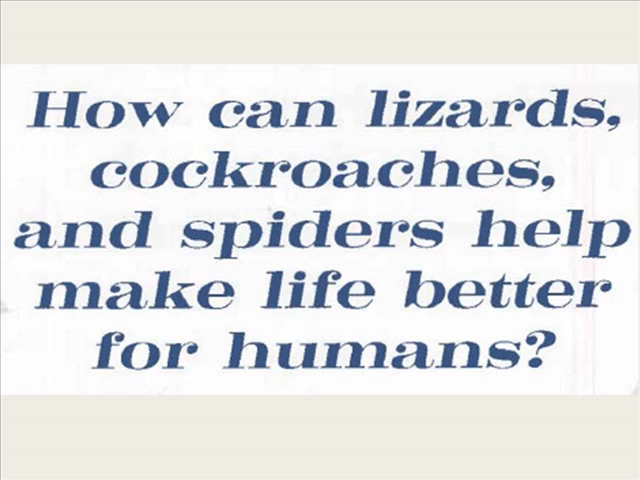 How can lizards,
cockroaches,
and spiders help
make life better
for humans?